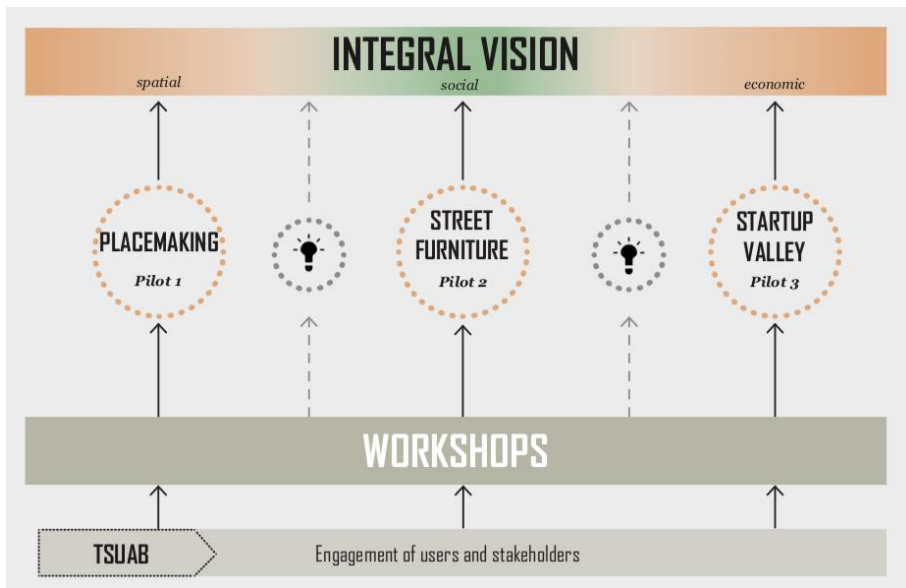 INTEGRAL VISION
spatial
social
economic
PLACEMAKING
Pilot 1
STREET
FURNITURE
Pilot 2
STARTUP
VALLEY
Pilot 3
WORKSHOPS
TSUAB
Engagement of users and stakeholders